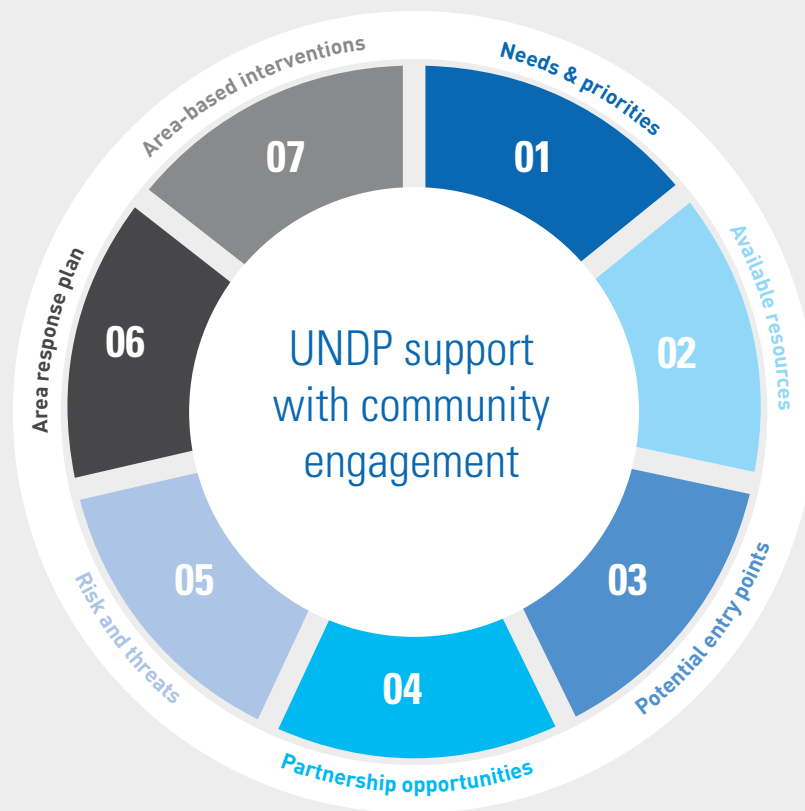 Needs & priorities
01
Available resources
02
Potential entry points
03
Partnership opportunities
04
Risk and threats
05
Area response plan
06
Area-based interventions
07
UNDP support
with community
engagement